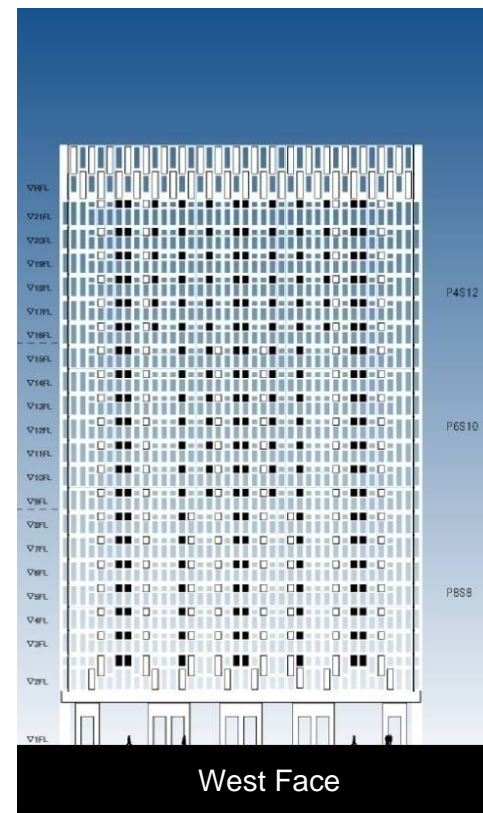 ▽RFL
▽21FL
▽20FL
▽19FL
▽18FL
P4S12
▽17FL
▽16FL
▽15FL
▽14FL
▽13FL
▽12FL
P6S10
▽11FL
▽10FL
▽9FL
▽8FL
▽7FL
▽6FL
▽5FL
P8S8
▽4FL
▽3FL
▽2FL
▽1FL
West Face